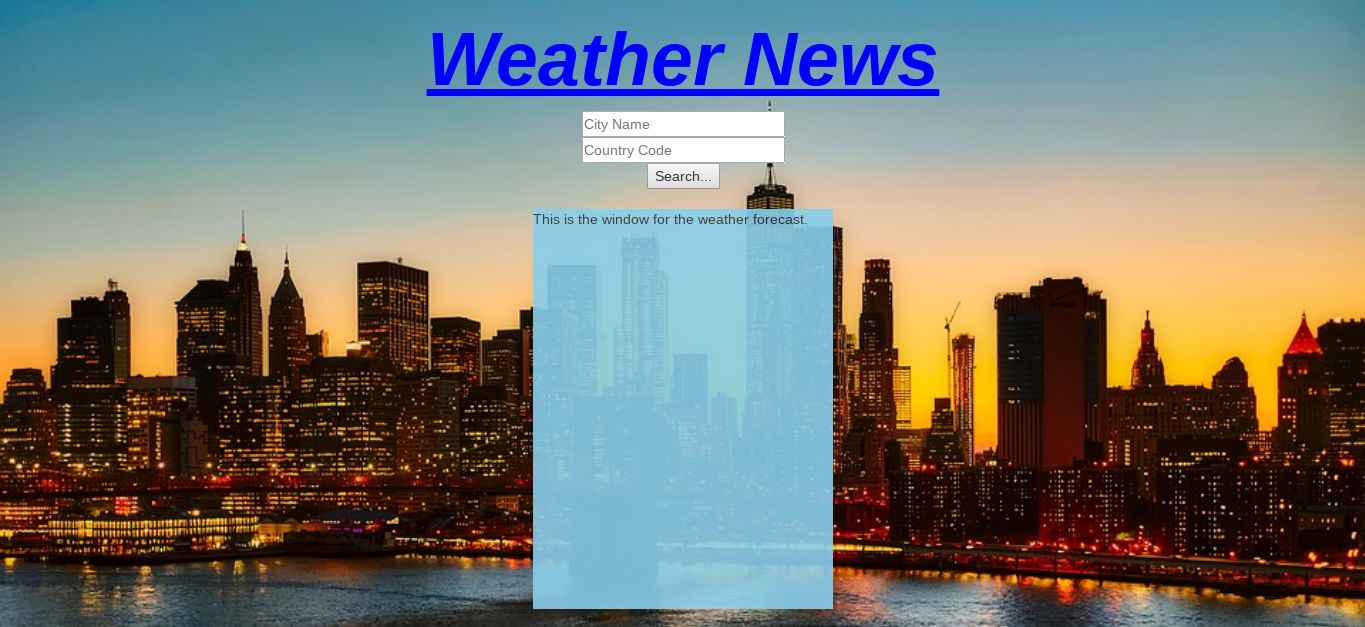 Weather News
City Name
Country Code
Search...
This is the window for the weather forecast.